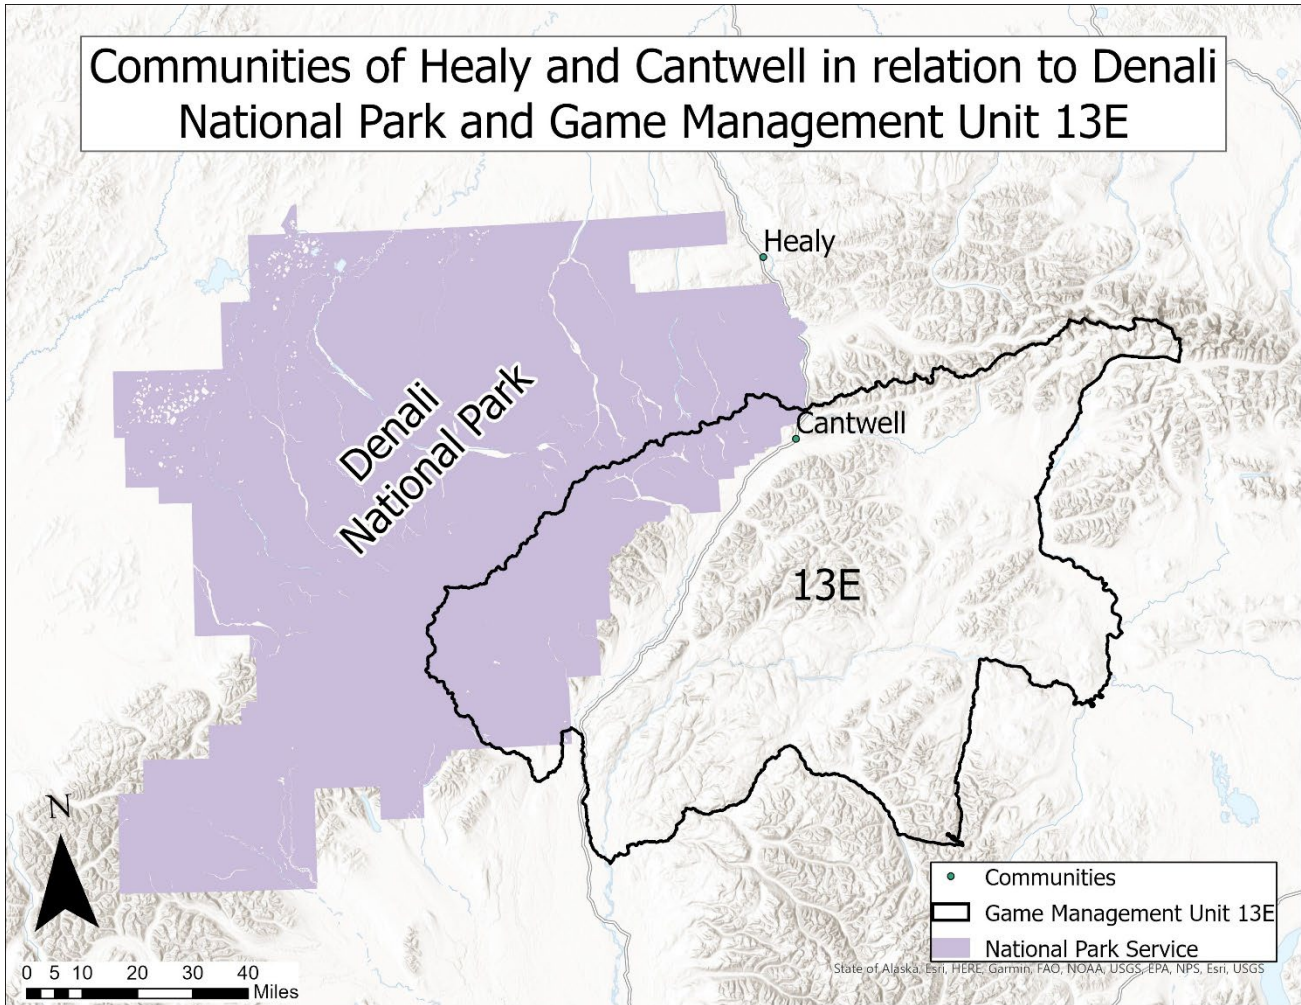 Communities of Healy and Cantwell in relation to Denali
National Park and Game Management Unit 13E
Healy
Denali
National Park
Cantwell
13E
N
0 5 10 20 30 40
Miles
Communities
Game Management Unit 13E
National Park Service
State of Alaska, Esri, HERE, Garmin, FAO, NOAA, USGS, EPA, NPS, Esri, USGS